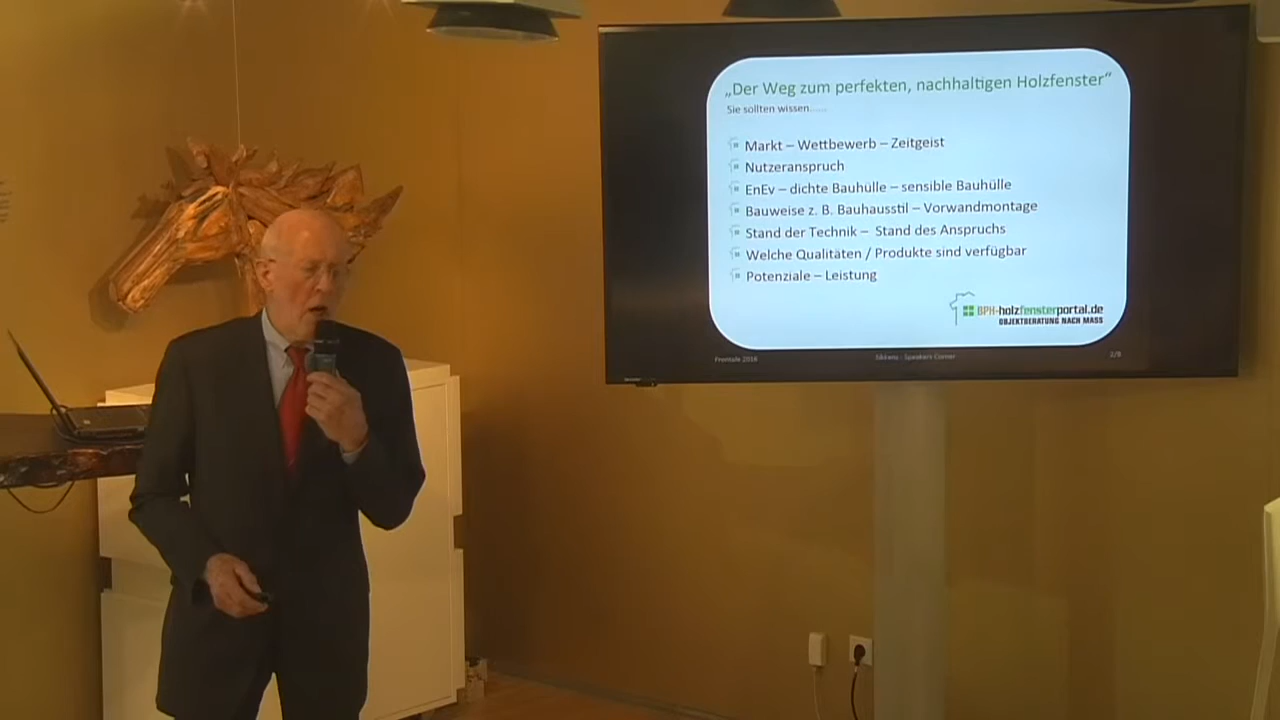 „Der Weg zum perfekten, nachhaltigen Holzfenster“
Sie sollten wissen......
Markt – Wettbewerb – Zeitgeist
Nutzeranspruch
EnEv – dichte Bauhülle – sensible Bauhülle
Bauweise z. B. Bauhausstil – Vorwandmontage
Stand der Technik – Stand des Anspruchs
Welche Qualitäten / Produkte sind verfügbar
Potenziale – Leistung
BPH-holzfensterportal.de
OBJEKTBERATUNG NACH MASS
Frontale 2016
Sikkens - Speakers Corner
2/8